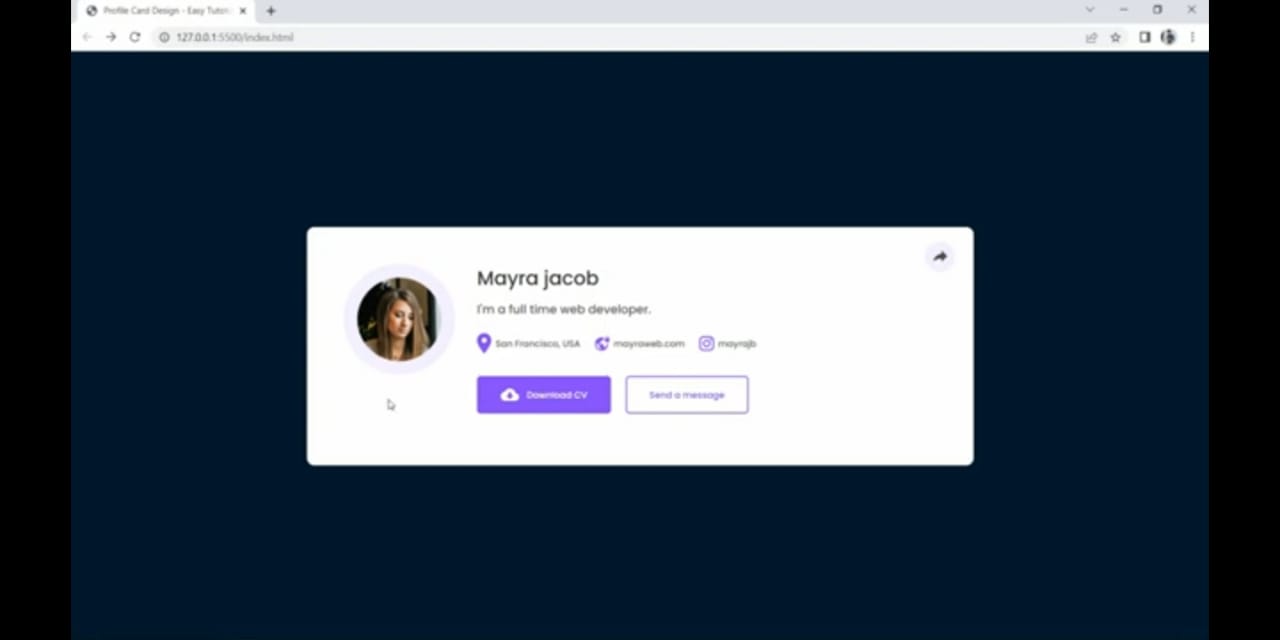 Profile Card Design - Easy Tutori
127.0.0.1:5500/index.html
Mayra jacob
I'm a full time web developer.
San Francisco, USA mayraweb.com mayrajb
Download CV Send a message